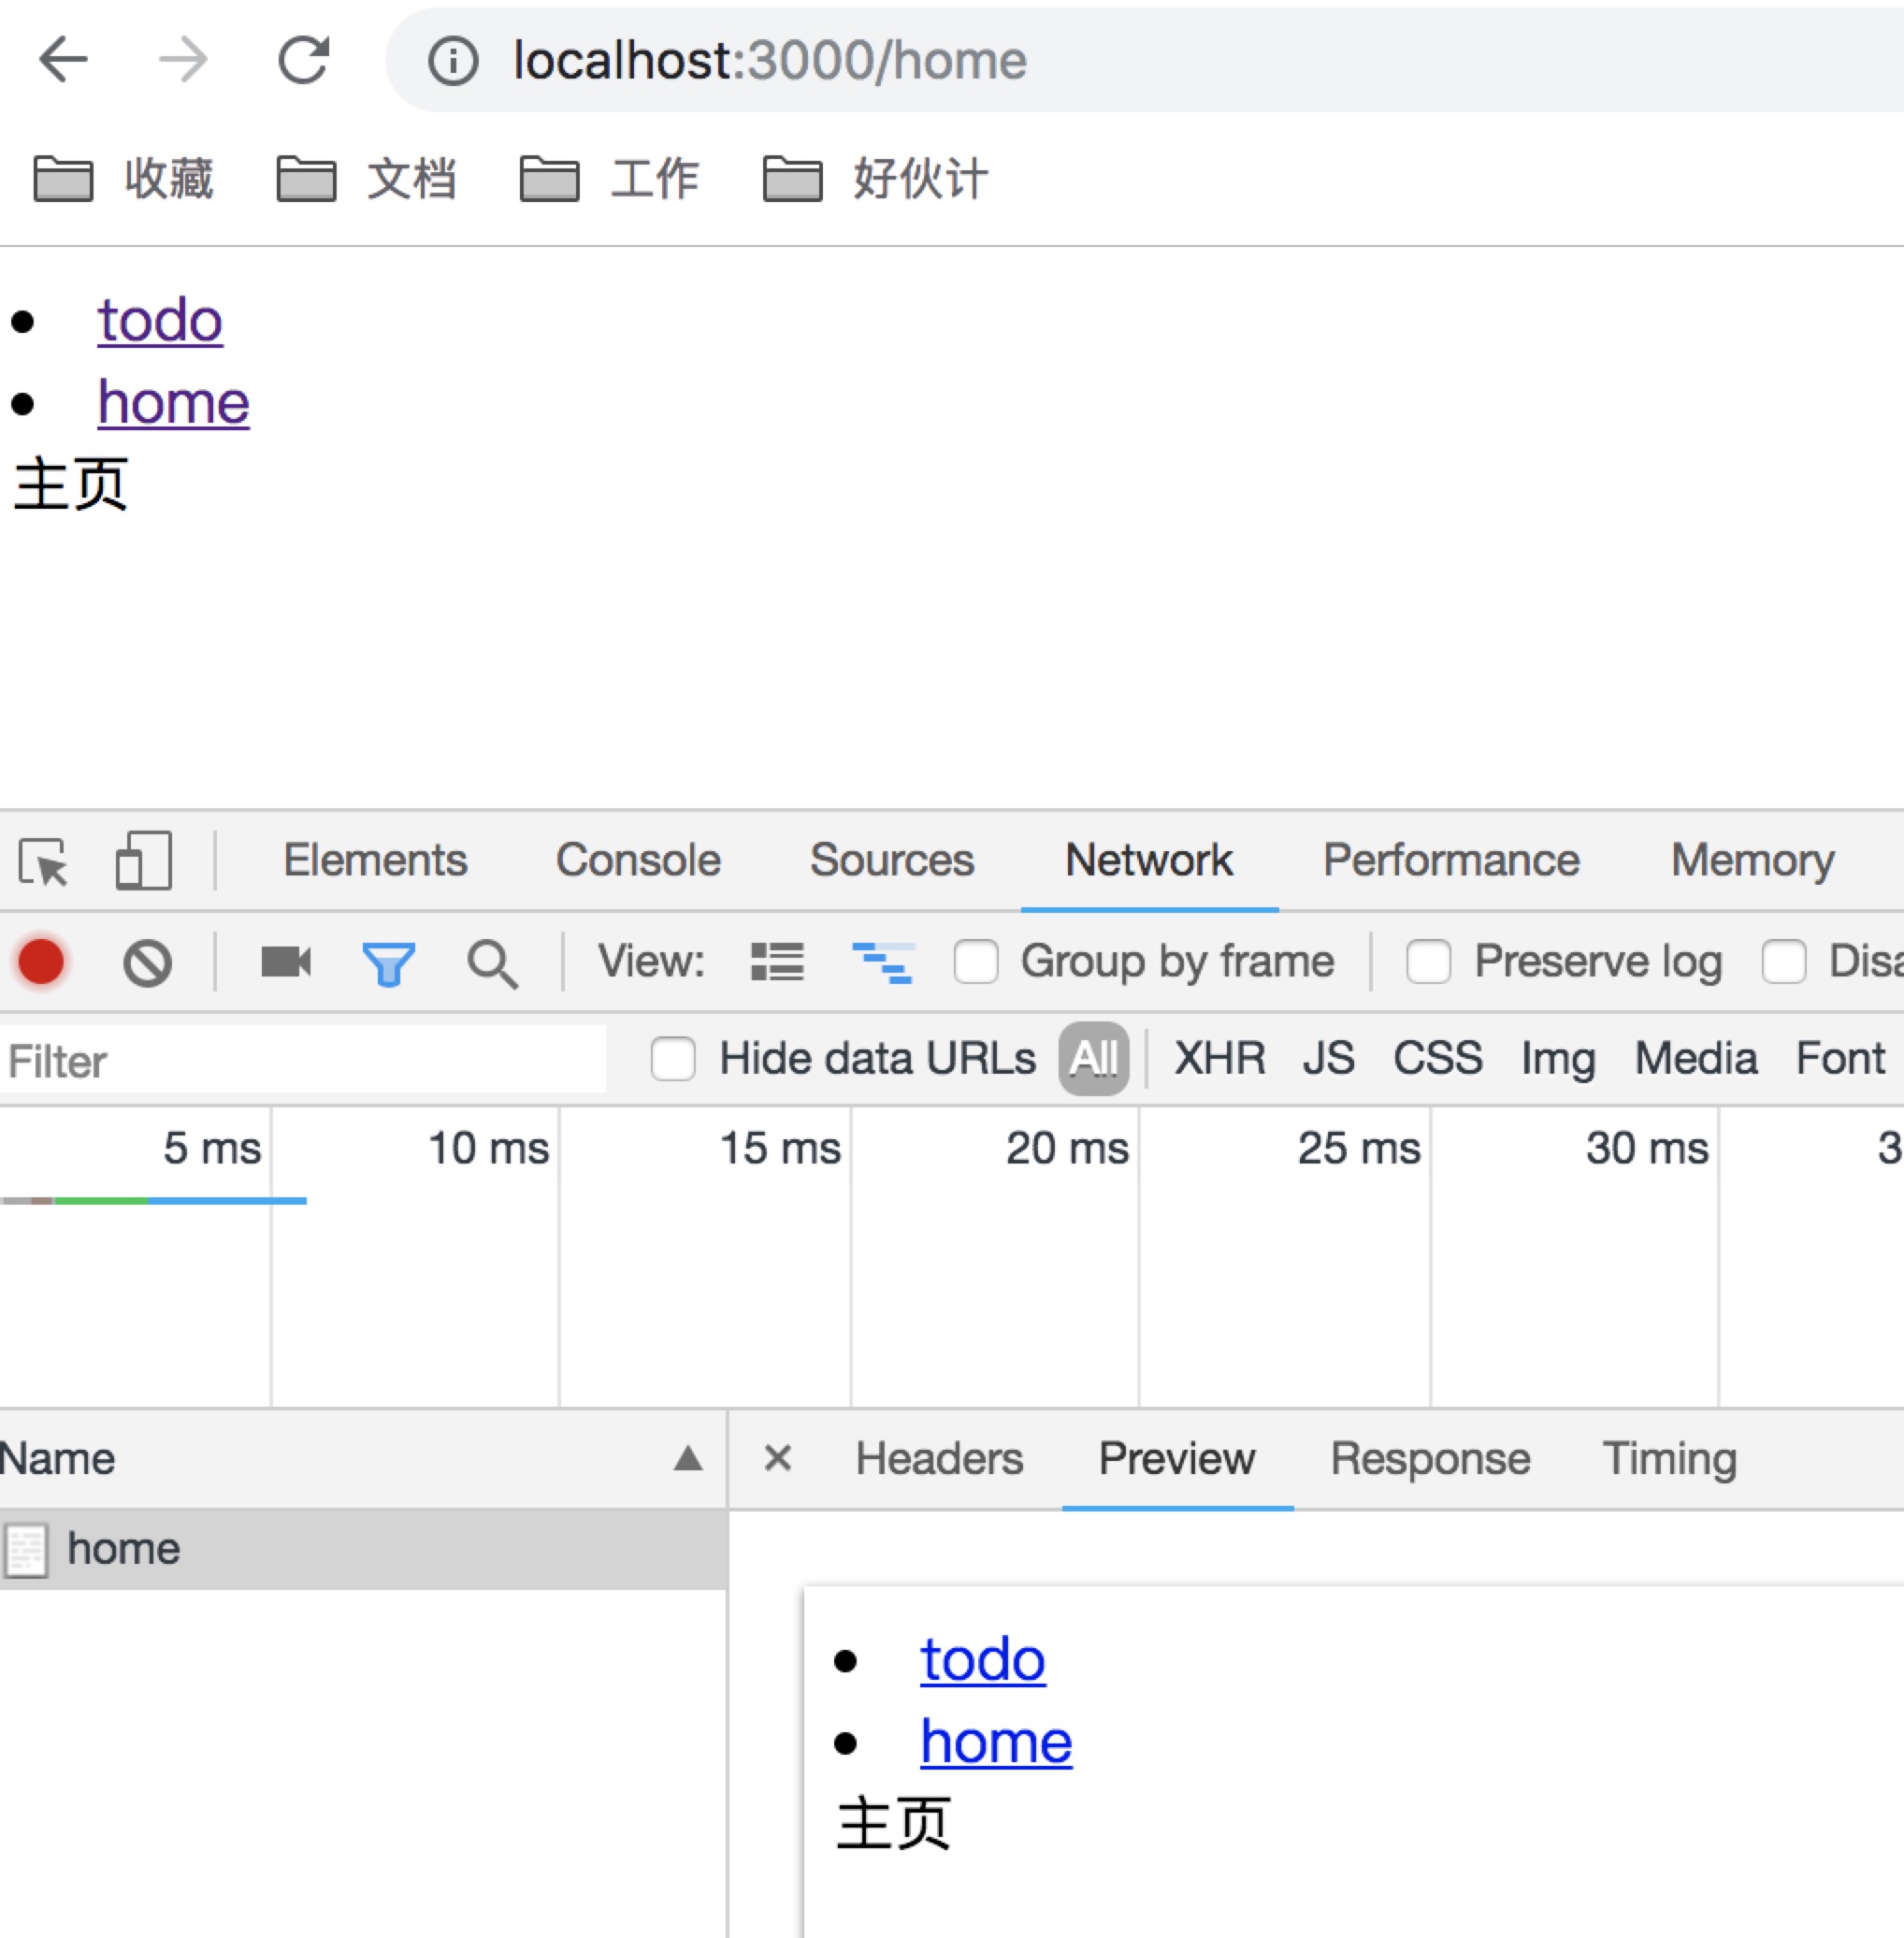 localhost:3000/home
收藏 文档 工作 好伙计
todo
home
主页
Elements Console Sources Network Performance Memory
View: Group by frame Preserve log
Filter Hide data URLs All XHR JS CSS Img Media Font
5 ms 10 ms 15 ms 20 ms 25 ms 30 ms
Name Headers Preview Response Timing
home
todo
home
主页